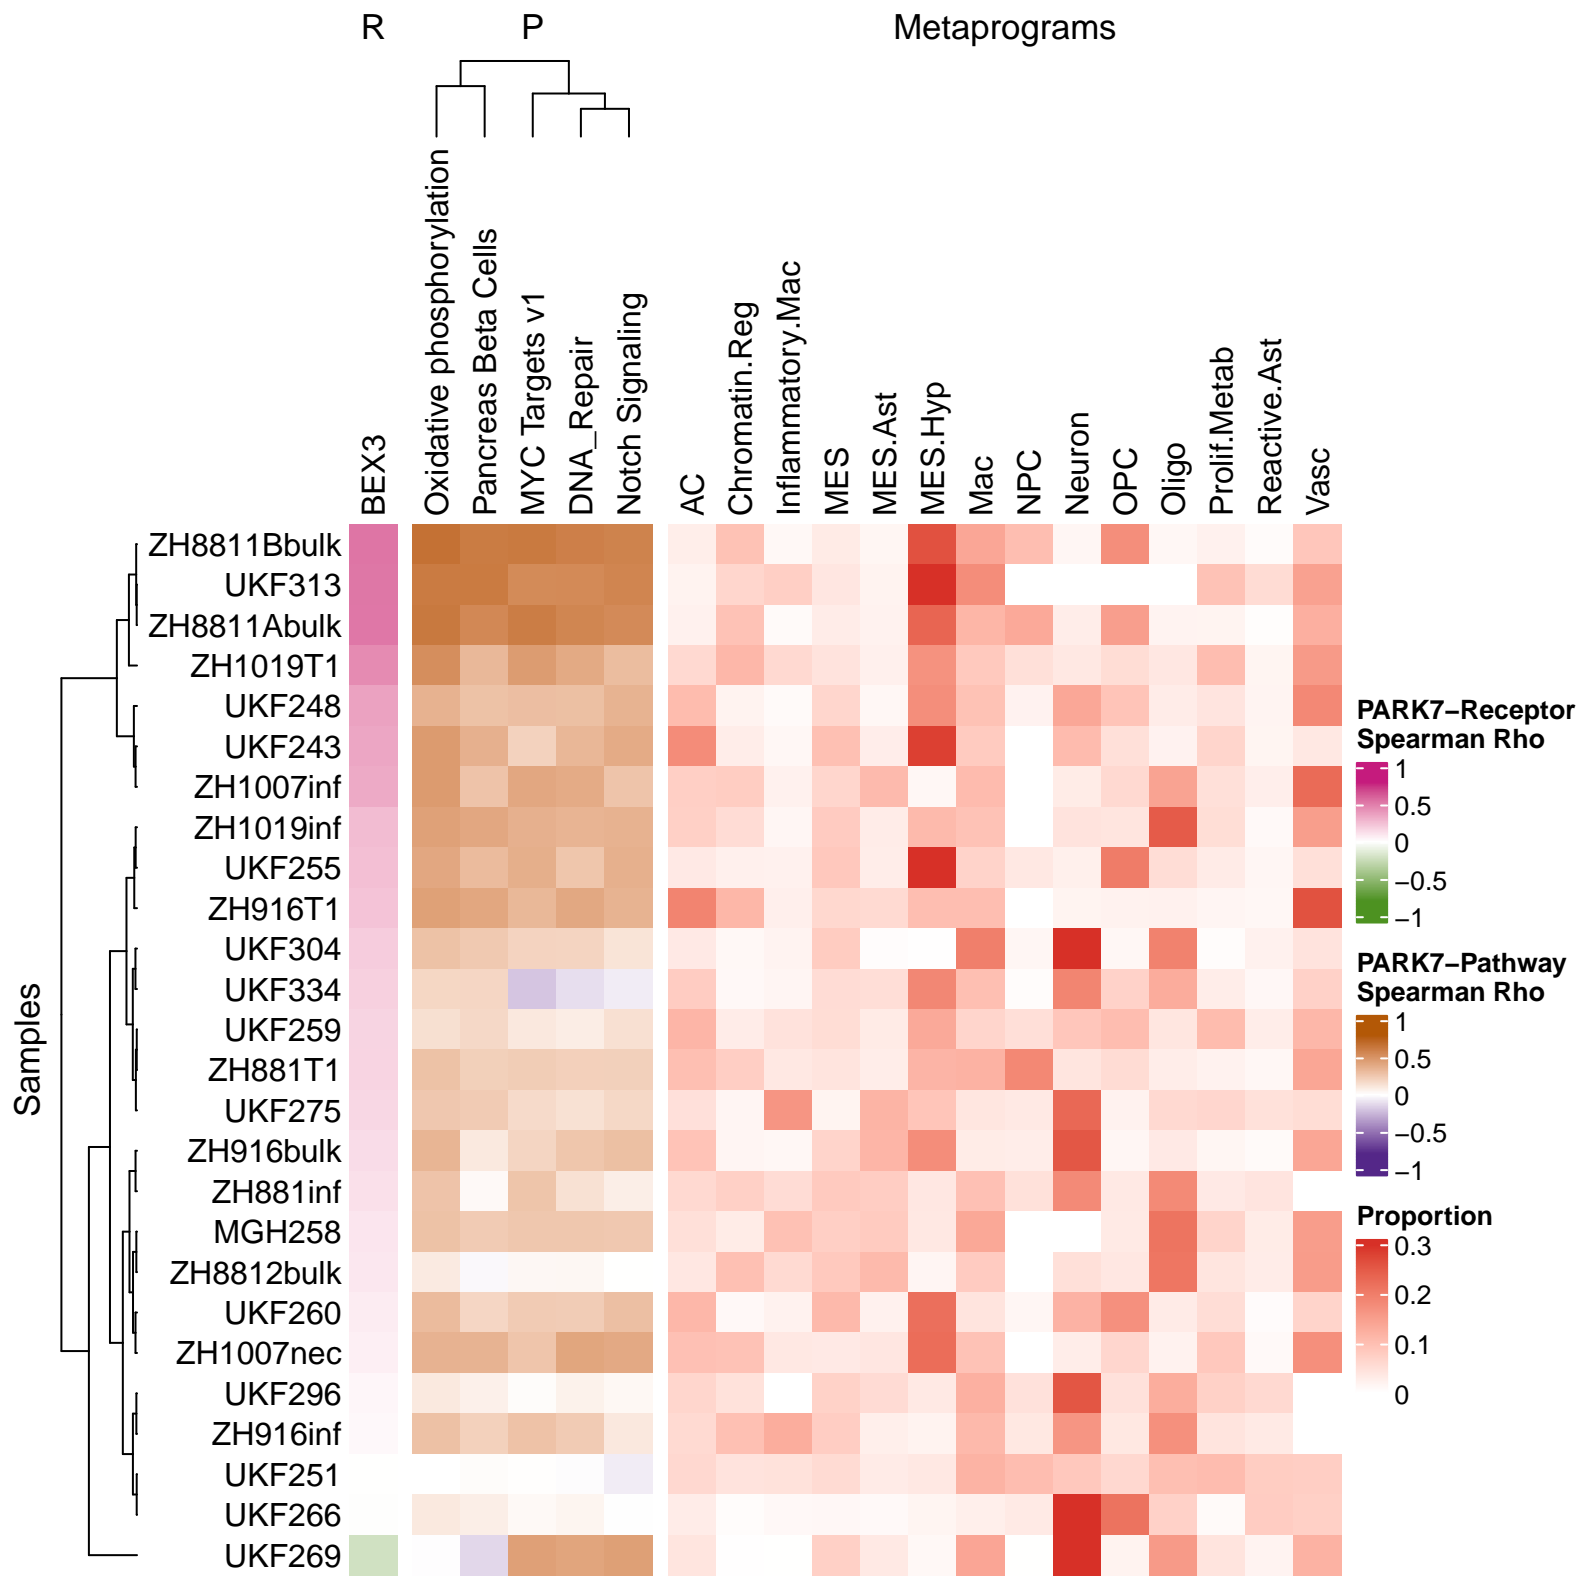 R P Metaprograms
BEX3
Oxidative phosphorylation
Pancreas Beta Cells
MYC Targets v1
DNA_Repair
Notch Signaling
AC
Chromatin.Reg
Inflammatory.Mac
MES
MES.Ast
MES.Hyp
Mac
NPC
Neuron
OPC
Oligo
Prolif.Metab
Reactive.Ast
Vasc
Samples
ZH8811Bbulk
UKF313
ZH8811Abulk
ZH1019T1
UKF248
UKF243
ZH1007inf
ZH1019inf
UKF255
ZH916T1
UKF304
UKF334
UKF259
ZH881T1
UKF275
ZH916bulk
ZH881inf
MGH258
ZH8812bulk
UKF260
ZH1007nec
UKF296
ZH916inf
UKF251
UKF266
UKF269
PARK7−Receptor
Spearman Rho
1
0.5
0
−0.5
−1
PARK7−Pathway
Spearman Rho
1
0.5
0
−0.5
−1
Proportion
0.3
0.2
0.1
0